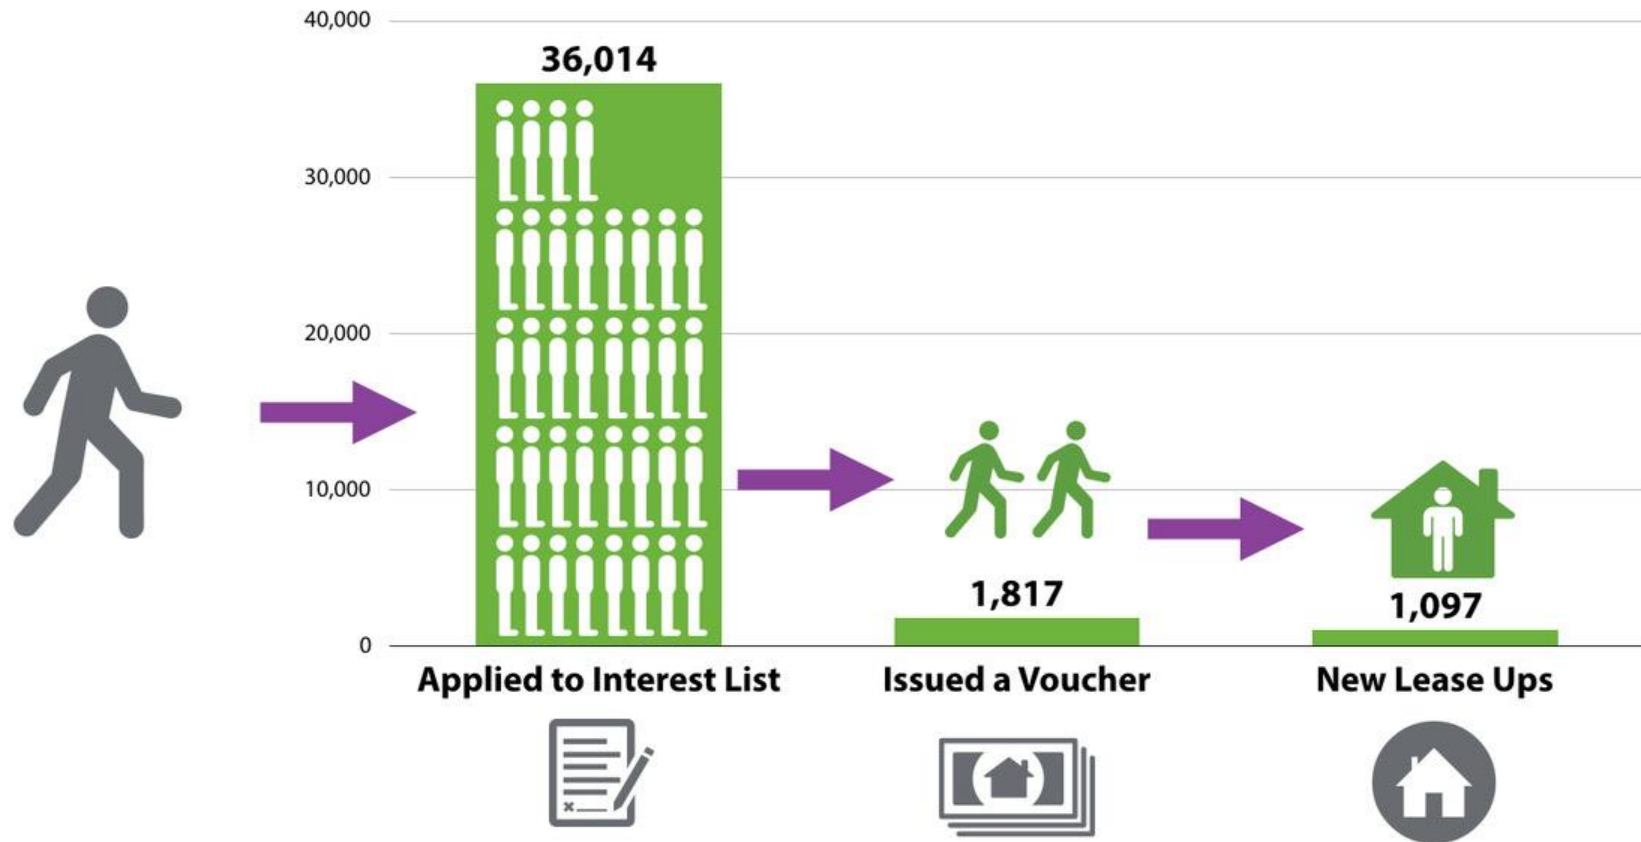 40,000
36,014
30,000
20,000
10,000
1,817
1,097
0
Applied to Interest List
Issued a Voucher
New Lease Ups